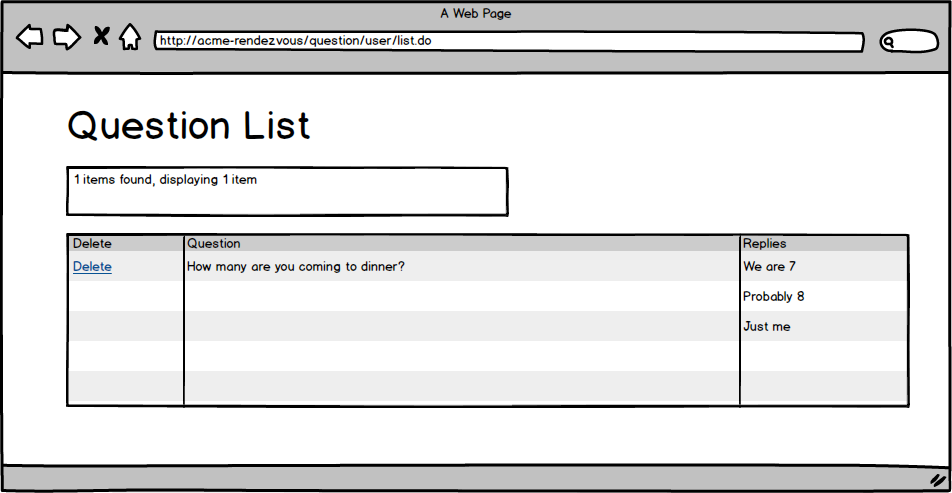 A Web Page
http://acme-rendezvous/question/user/list.do
Question List
1 items found, displaying 1 item
Delete Question Replies
Delete How many are you coming to dinner? We are 7
Probably 8
Just me